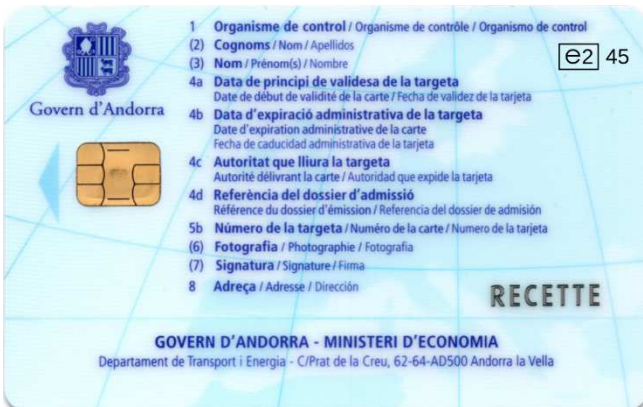 1 Organisme de control / Organisme de contrôle / Organismo de control
(2) Cognoms / Nom / Apellidos
(3) Nom / Prénom(s) / Nombre
e2 45
4a Data de principi de validesa de la targeta
Date de début de validité de la carte / Fecha de validez de la tarjeta
Govern d'Andorra
4b Data d'expiració administrativa de la targeta
Date d'expiration administrative de la carte
Fecha de caducidad administrativa de la tarjeta
4c Autoritat que lliura la targeta
Autorité délivrant la carte / Autoridad que expide la tarjeta
4d Referència del dossier d'admissió
Référence du dossier d'émission / Referencia del dossier de admisión
5b Número de la targeta / Numéro de la carte / Numero de la tarjeta
(6) Fotografia / Photographie / Fotografia
(7) Signatura / Signature / Firma
8 Adreça / Adresse / Dirección
RECETTE
GOVERN D'ANDORRA - MINISTERI D'ECONOMIA
Departament de Transport i Energia - C/Prat de la Creu, 62-64-AD500 Andorra la Vella